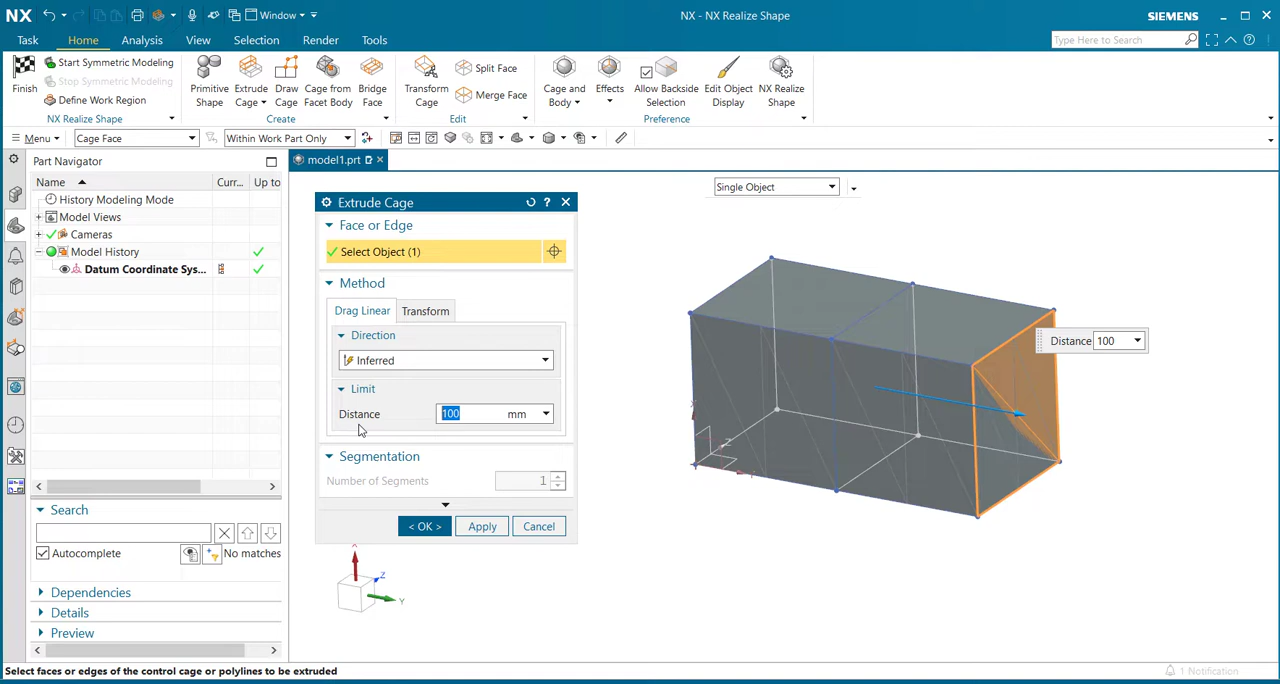 NX
Window
NX - NX Realize Shape
SIEMENS
Task
Home
Analysis
View
Selection
Render
Tools
Type Here to Search
Finish
Start Symmetric Modeling
Stop Symmetric Modeling
Define Work Region
NX Realize Shape
Primitive Shape
Extrude Cage
Draw Cage
Cage from Facet Body
Bridge Face
Create
Transform Cage
Split Face
Merge Face
Edit
Cage and Body
Effects
Allow Backside Selection
Edit Object Display
NX Realize Shape
Preference
Menu
Cage Face
Within Work Part Only
Part Navigator
model1.prt
Name
Curr...
Up to
History Modeling Mode
Model Views
Cameras
Model History
Datum Coordinate Sys...
Single Object
Extrude Cage
Face or Edge
Select Object (1)
Method
Drag Linear
Transform
Direction
Inferred
Limit
Distance
100
mm
Segmentation
Number of Segments
1
< OK >
Apply
Cancel
Distance
100
Search
Autocomplete
No matches
Dependencies
Details
Preview
X
Z
Y
Z
Select faces or edges of the control cage or polylines to be extruded
1 Notification